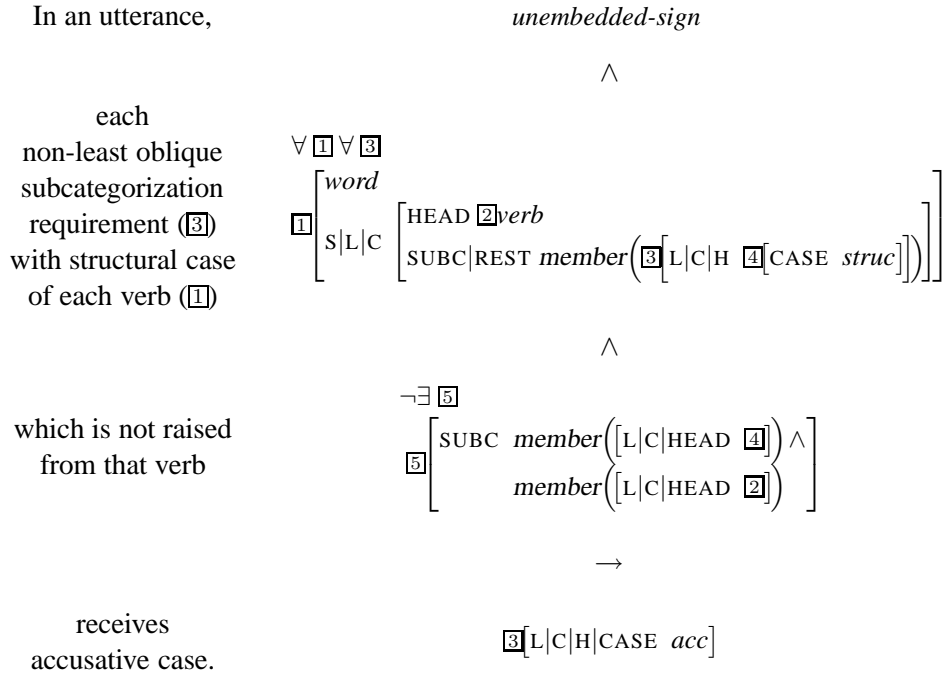 In an utterance, unembedded-sign
∧
each
non-least oblique
subcategorization
requirement (3)
with structural case
of each verb (1)
∀ 1 ∀ 3
1 [word
S|L|C [HEAD 2 verb
SUBC|REST member(3[L|C|H 4[CASE struc]])]]
∧
which is not raised
from that verb
¬∃ 5
5 [SUBC member([L|C|HEAD 4]) ∧
member([L|C|HEAD 2])]
→
receives
accusative case.
3[L|C|H|CASE acc]